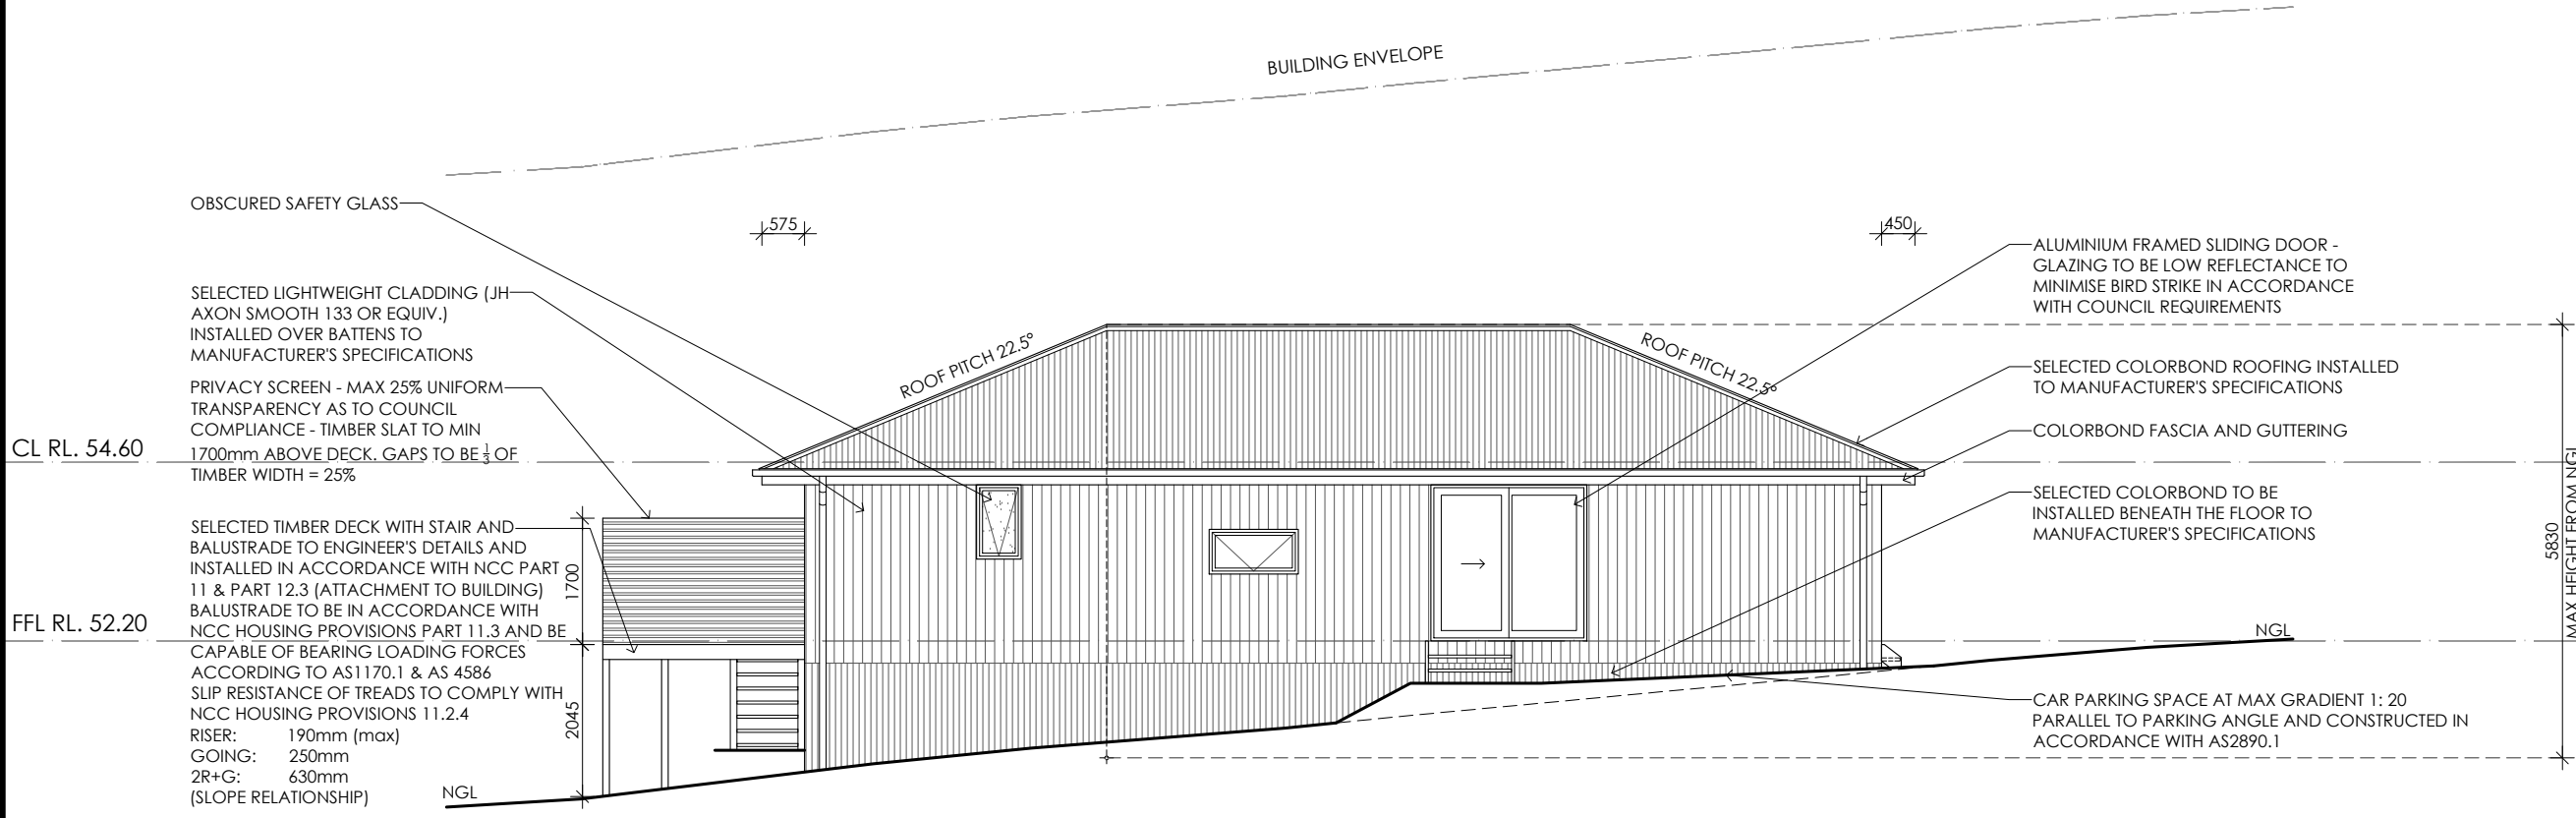 BUILDING ENVELOPE
OBSCURED SAFETY GLASS
575
450
SELECTED LIGHTWEIGHT CLADDING (JH
AXON SMOOTH 133 OR EQUIV.)
INSTALLED OVER BATTENS TO
MANUFACTURER'S SPECIFICATIONS
PRIVACY SCREEN - MAX 25% UNIFORM
TRANSPARENCY AS TO COUNCIL
COMPLIANCE - TIMBER SLAT TO MIN
1700mm ABOVE DECK. GAPS TO BE ⅓ OF
TIMBER WIDTH = 25%
CL RL. 54.60
SELECTED TIMBER DECK WITH STAIR AND
BALUSTRADE TO ENGINEER'S DETAILS AND
INSTALLED IN ACCORDANCE WITH NCC PART
11 & PART 12.3 (ATTACHMENT TO BUILDING)
BALUSTRADE TO BE IN ACCORDANCE WITH
NCC HOUSING PROVISIONS PART 11.3 AND BE
CAPABLE OF BEARING LOADING FORCES
ACCORDING TO AS1170.1 & AS 4586
SLIP RESISTANCE OF TREADS TO COMPLY WITH
NCC HOUSING PROVISIONS 11.2.4
RISER: 190mm (max)
GOING: 250mm
2R+G: 630mm
(SLOPE RELATIONSHIP)
FFL RL. 52.20
1700
2045
NGL
ROOF PITCH 22.5°
ROOF PITCH 22.5°
ALUMINIUM FRAMED SLIDING DOOR -
GLAZING TO BE LOW REFLECTANCE TO
MINIMISE BIRD STRIKE IN ACCORDANCE
WITH COUNCIL REQUIREMENTS
SELECTED COLORBOND ROOFING INSTALLED
TO MANUFACTURER'S SPECIFICATIONS
COLORBOND FASCIA AND GUTTERING
SELECTED COLORBOND TO BE
INSTALLED BENEATH THE FLOOR TO
MANUFACTURER'S SPECIFICATIONS
NGL
CAR PARKING SPACE AT MAX GRADIENT 1: 20
PARALLEL TO PARKING ANGLE AND CONSTRUCTED IN
ACCORDANCE WITH AS2890.1
5830
MAX HEIGHT FROM NGL